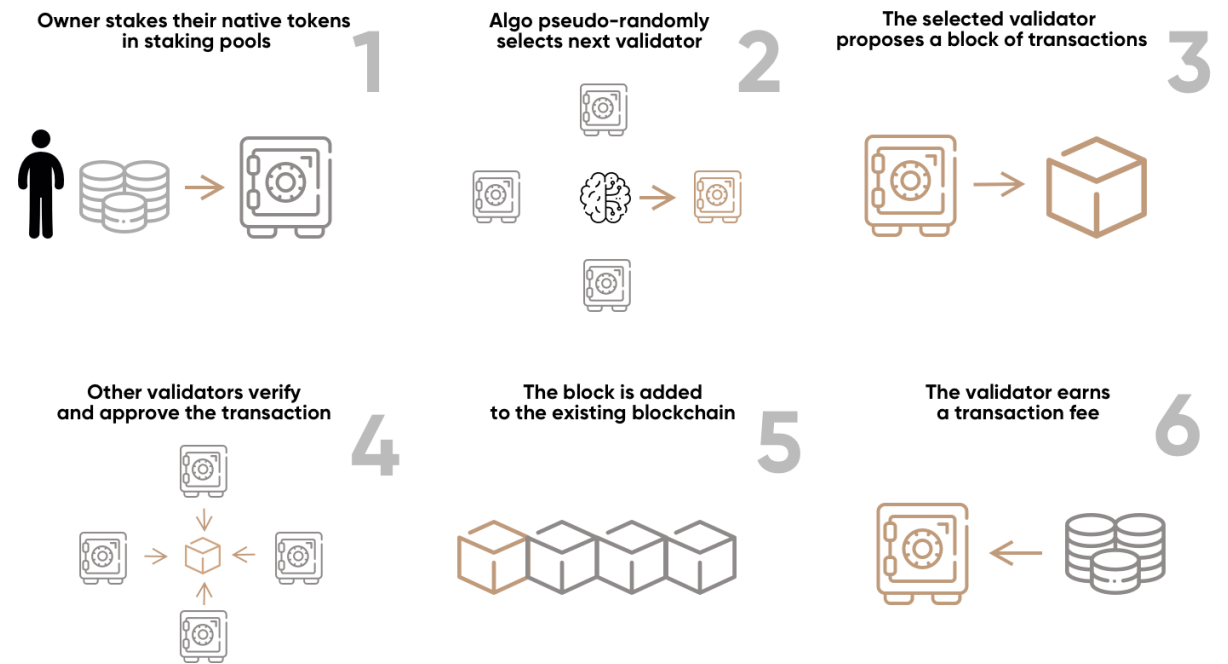 Owner stakes their native tokens
in staking pools
1
Algo pseudo-randomly
selects next validator
2
The selected validator
proposes a block of transactions
3
Other validators verify
and approve the transaction
4
The block is added
to the existing blockchain
5
The validator earns
a transaction fee
6